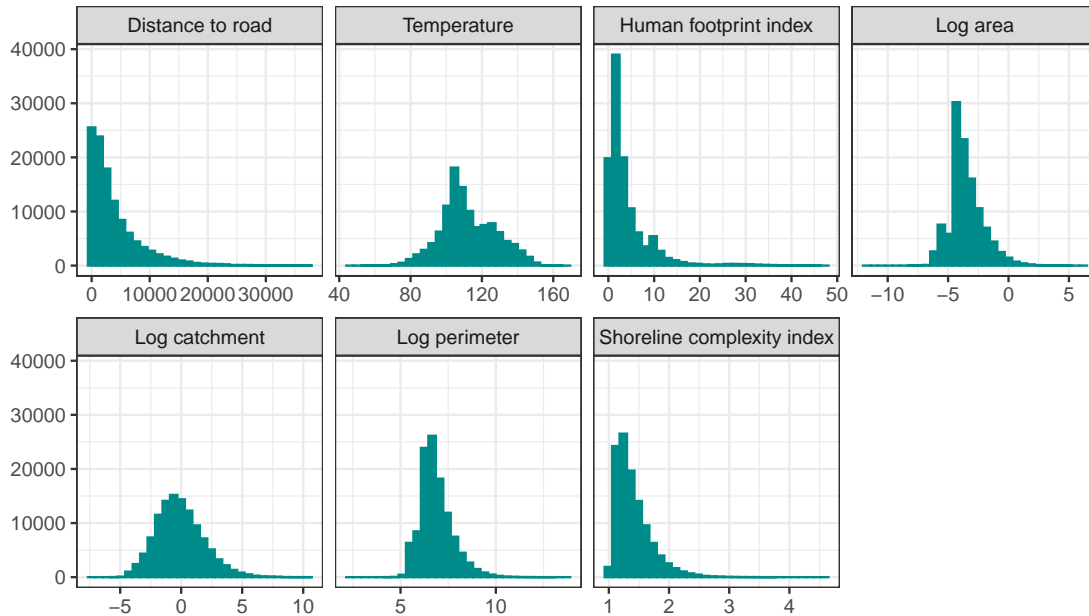 Distance to road
Temperature
Human footprint index
Log area
40000
30000
20000
10000
0
0 10000 20000 30000
40 80 120 160
0 10 20 30 40 50
−10 −5 0 5
Log catchment
Log perimeter
Shoreline complexity index
40000
30000
20000
10000
0
−5 0 5 10
5 10
1 2 3 4